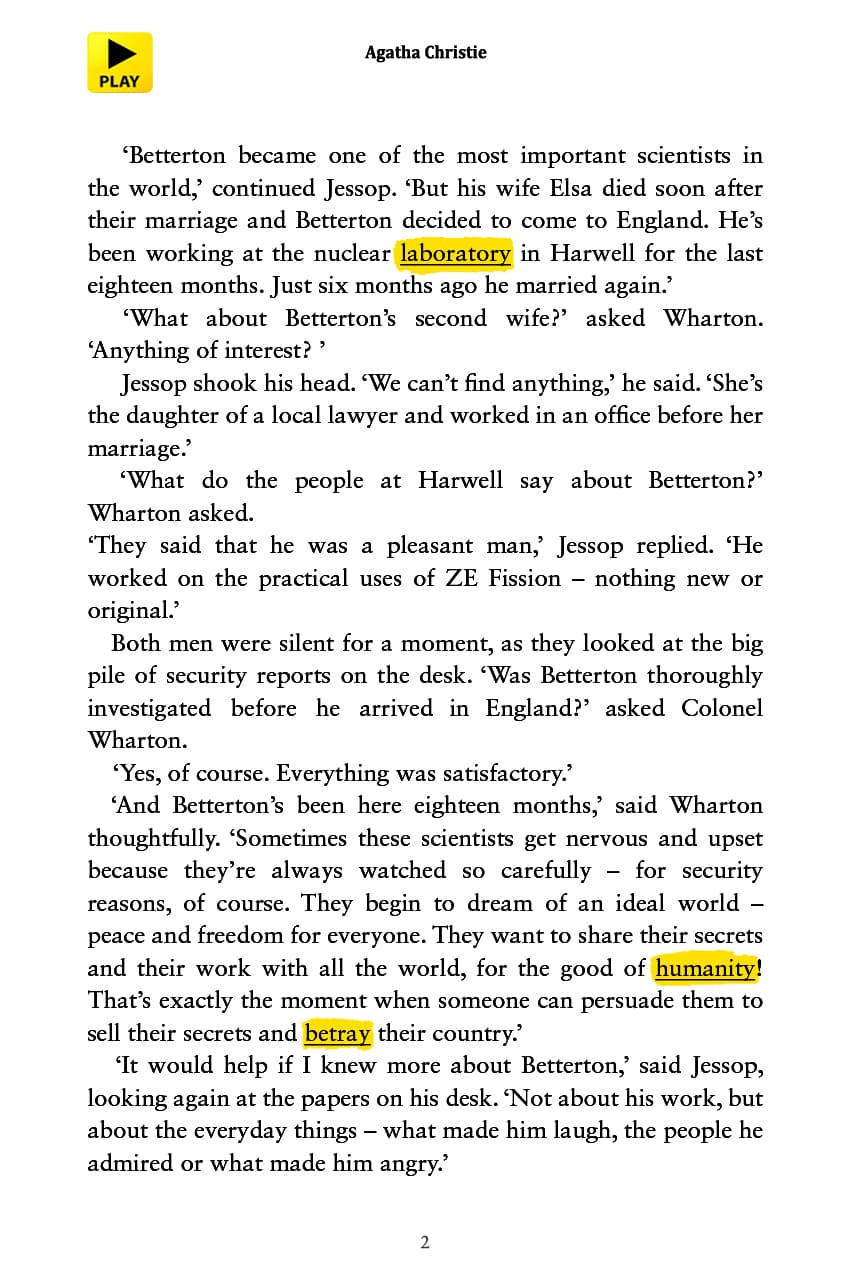 PLAY
Agatha Christie
‘Betterton became one of the most important scientists in
the world,’ continued Jessop. ‘But his wife Elsa died soon after
their marriage and Betterton decided to come to England. He’s
been working at the nuclear laboratory in Harwell for the last
eighteen months. Just six months ago he married again.’
‘What about Betterton’s second wife?’ asked Wharton.
‘Anything of interest? ’
Jessop shook his head. ‘We can’t find anything,’ he said. ‘She’s
the daughter of a local lawyer and worked in an office before her
marriage.’
‘What do the people at Harwell say about Betterton?’
Wharton asked.
‘They said that he was a pleasant man,’ Jessop replied. ‘He
worked on the practical uses of ZE Fission – nothing new or
original.’
Both men were silent for a moment, as they looked at the big
pile of security reports on the desk. ‘Was Betterton thoroughly
investigated before he arrived in England?’ asked Colonel
Wharton.
‘Yes, of course. Everything was satisfactory.’
‘And Betterton’s been here eighteen months,’ said Wharton
thoughtfully. ‘Sometimes these scientists get nervous and upset
because they’re always watched so carefully – for security
reasons, of course. They begin to dream of an ideal world –
peace and freedom for everyone. They want to share their secrets
and their work with all the world, for the good of humanity!
That’s exactly the moment when someone can persuade them to
sell their secrets and betray their country.’
‘It would help if I knew more about Betterton,’ said Jessop,
looking again at the papers on his desk. ‘Not about his work, but
about the everyday things – what made him laugh, the people he
admired or what made him angry.’
2